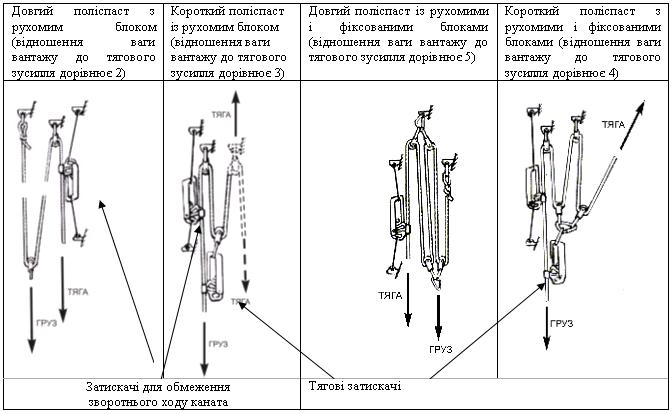 Довгий поліспаст з
рухомим блоком
(відношення ваги
вантажу до тягового
зусилля дорівнює 2)
Короткий поліспаст
із рухомим блоком
(відношення ваги
вантажу до тягового
зусилля дорівнює 3)
Довгий поліспаст із рухомими
і фіксованими блоками
(відношення ваги вантажу до
тягового зусилля дорівнює 5)
Короткий поліспаст з
рухомими і фіксованими
блоками (відношення ваги
вантажу до тягового
зусилля дорівнює 4)
ТЯГА
ГРУЗ
ТЯГА
ТЯГА
ГРУЗ
ТЯГА
ГРУЗ
ТЯГА
ГРУЗ
Затискачі для обмеження
зворотнього ходу каната
Тягові затискачі